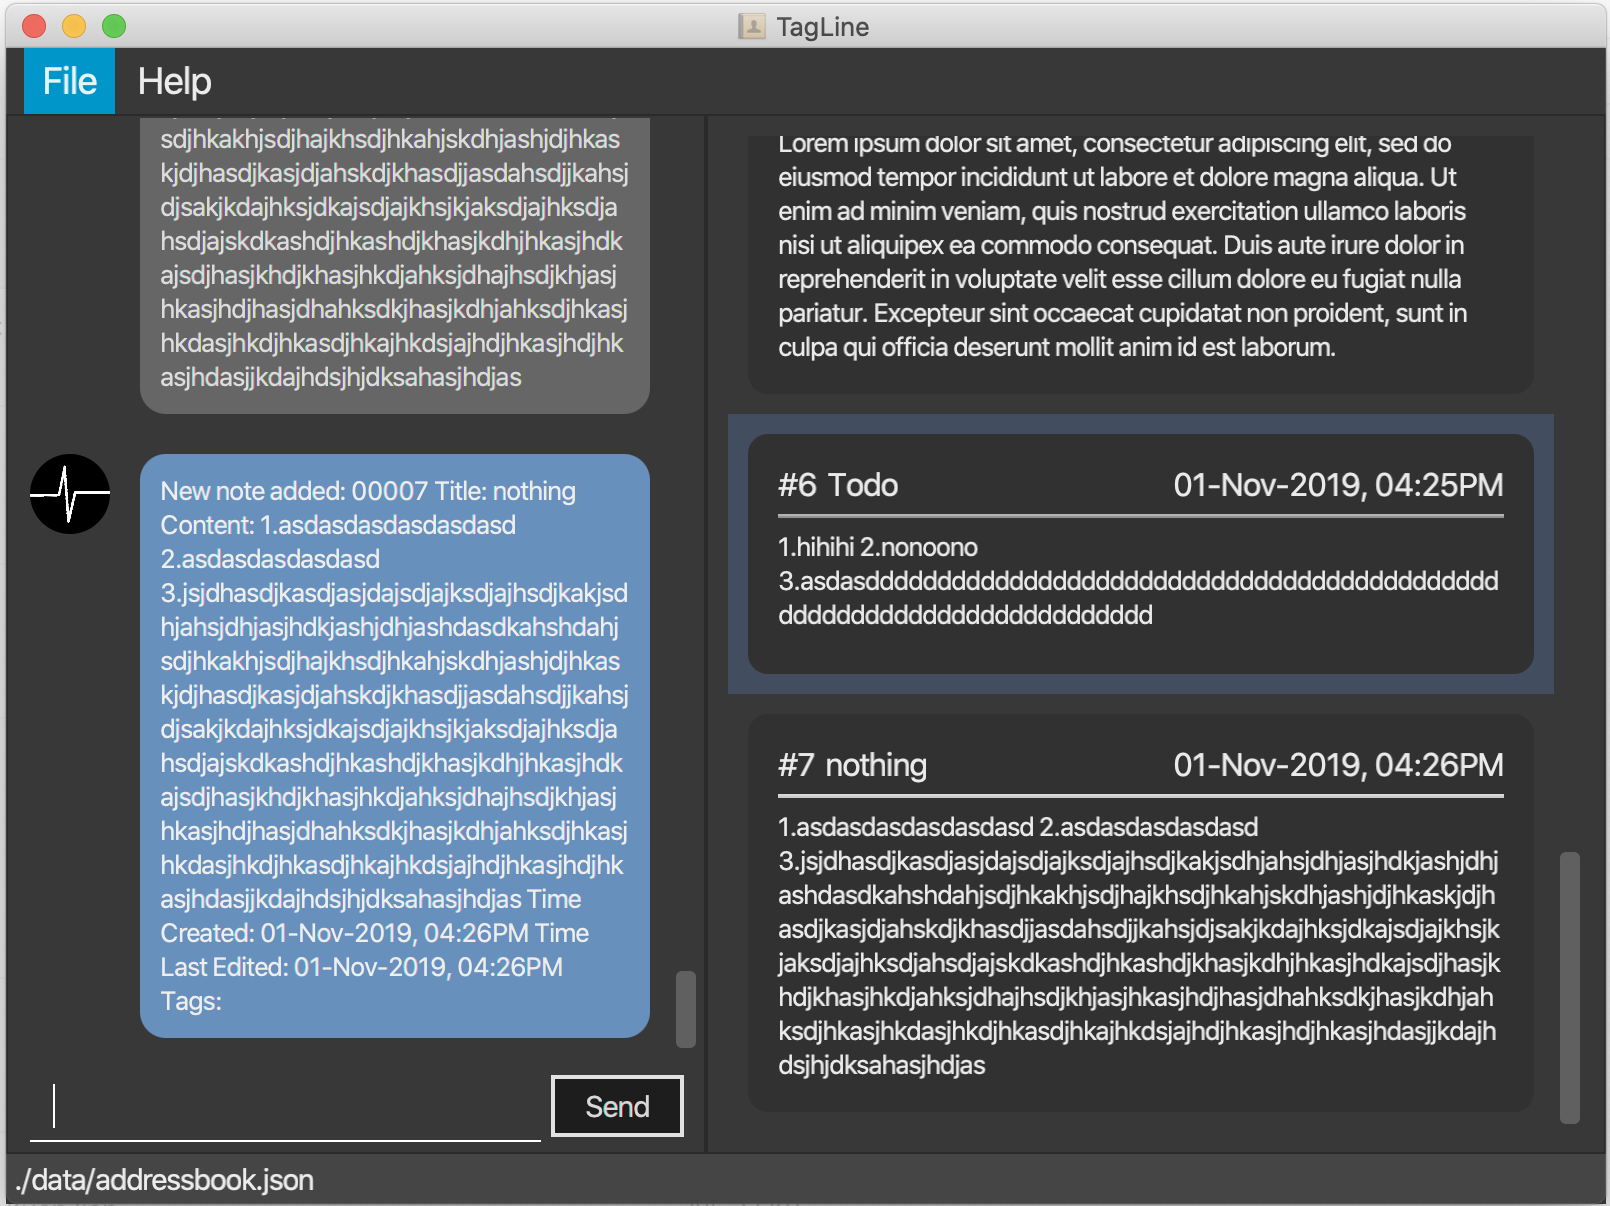 TagLine
File Help
sdjhkakhjsdjhajkhsdjhkahjskdhjashjdjhkas
kjdjhasdjkasjdjahskdjkhasdjjasdahsdjjkahsj
djsakjkdajhksjdkajsdjajkhsjkjaksdjajhksdja
hsdjajskdkashdjhkashdjkhasjkdhjhkasjhdk
ajsdjhasjkhdjkhasjhkdjahksjdhajhsdjkhjasj
hkasjhdjhasjdhahksdkjhasjkdhjahksdjhkasj
hkdasjhkdjhkasdjhkajhkdsjajhdjhkasjhdjhk
asjhdasjjkdajhdsjhjdksahasjhdjas
New note added: 00007 Title: nothing
Content: 1.asdasdasdasdasdasd
2.asdasdasdasdasd
3.jsjdhasdjkasdjasjdajsdjajksdjajhsdjkakjsd
hjahsjdhjasjhdkjashjdhjashdasdkahshdahj
sdjhkakhjsdjhajkhsdjhkahjskdhjashjdjhkas
kjdjhasdjkasjdjahskdjkhasdjjasdahsdjjkahsj
djsakjkdajhksjdkajsdjajkhsjkjaksdjajhksdja
hsdjajskdkashdjhkashdjkhasjkdhjhkasjhdk
ajsdjhasjkhdjkhasjhkdjahksjdhajhsdjkhjasj
hkasjhdjhasjdhahksdkjhasjkdhjahksdjhkasj
hkdasjhkdjhkasdjhkajhkdsjajhdjhkasjhdjhk
asjhdasjjkdajhdsjhjdksahasjhdjas Time
Created: 01-Nov-2019, 04:26PM Time
Last Edited: 01-Nov-2019, 04:26PM
Tags:
Send
Lorem ipsum dolor sit amet, consectetur adipiscing elit, sed do
eiusmod tempor incididunt ut labore et dolore magna aliqua. Ut
enim ad minim veniam, quis nostrud exercitation ullamco laboris
nisi ut aliquipex ea commodo consequat. Duis aute irure dolor in
reprehenderit in voluptate velit esse cillum dolore eu fugiat nulla
pariatur. Excepteur sint occaecat cupidatat non proident, sunt in
culpa qui officia deserunt mollit anim id est laborum.
#6 Todo 01-Nov-2019, 04:25PM
1.hihihi 2.nonoono
3.asdasdddddddddddddddddddddddddddddddddddddddddddd
dddddddddddddddddddddddddd
#7 nothing 01-Nov-2019, 04:26PM
1.asdasdasdasdasdasd 2.asdasdasdasdasd
3.jsjdhasdjkasdjasjdajsdjajksdjajhsdjkakjsdhjahsjdhjasjhdkjashjdhj
ashdasdkahshdahjsdjhkakhjsdjhajkhsdjhkahjskdhjashjdjhkaskjdjh
asdjkasjdjahskdjkhasdjjasdahsdjjkahsjdjsakjkdajhksjdkajsdjajkhsjk
jaksdjajhksdjahsdjajskdkashdjhkashdjkhasjkdhjhkasjhdkajsdjhasjk
hdjkhasjhkdjahksjdhajhsdjkhjasjhkasjhdjhasjdhahksdkjhasjkdhjah
ksdjhkasjhkdasjhkdjhkasdjhkajhkdsjajhdjhkasjhdjhkasjhdasjjkdajh
dsjhjdksahasjhdjas
./data/addressbook.json